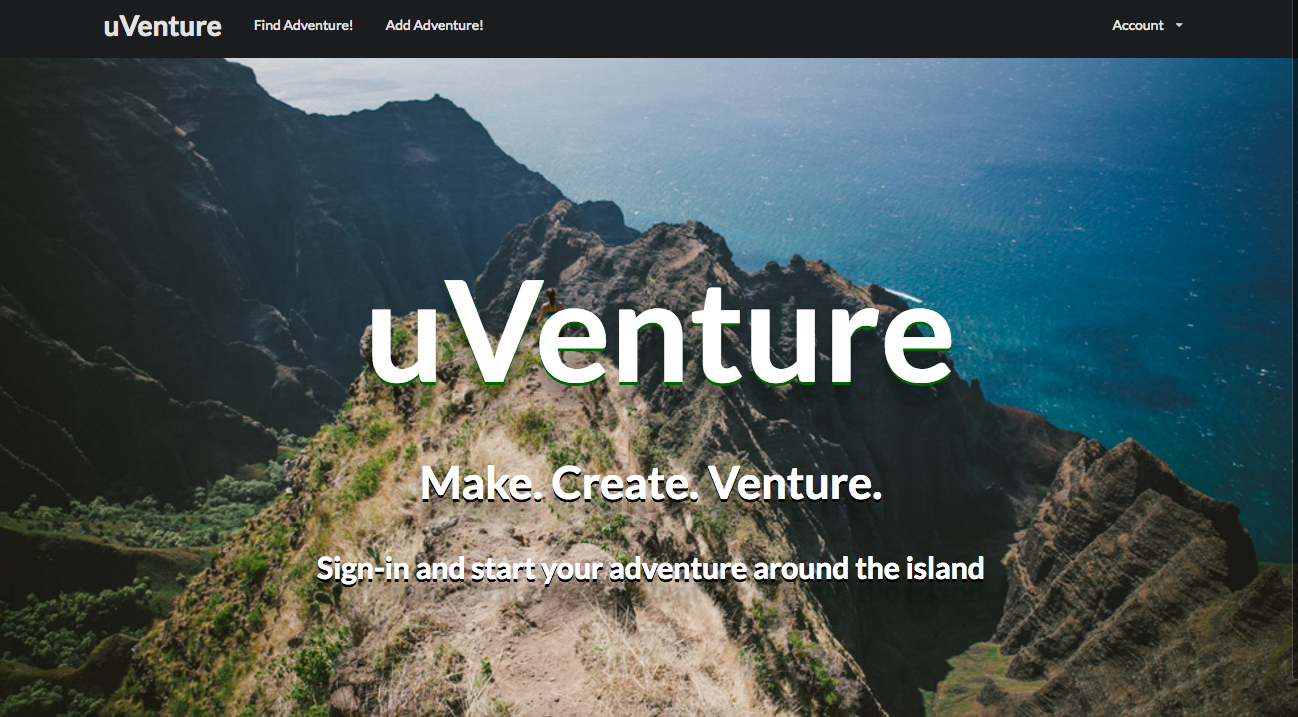 uVenture Find Adventure! Add Adventure! Account
uVenture
Make. Create. Venture.
Sign-in and start your adventure around the island